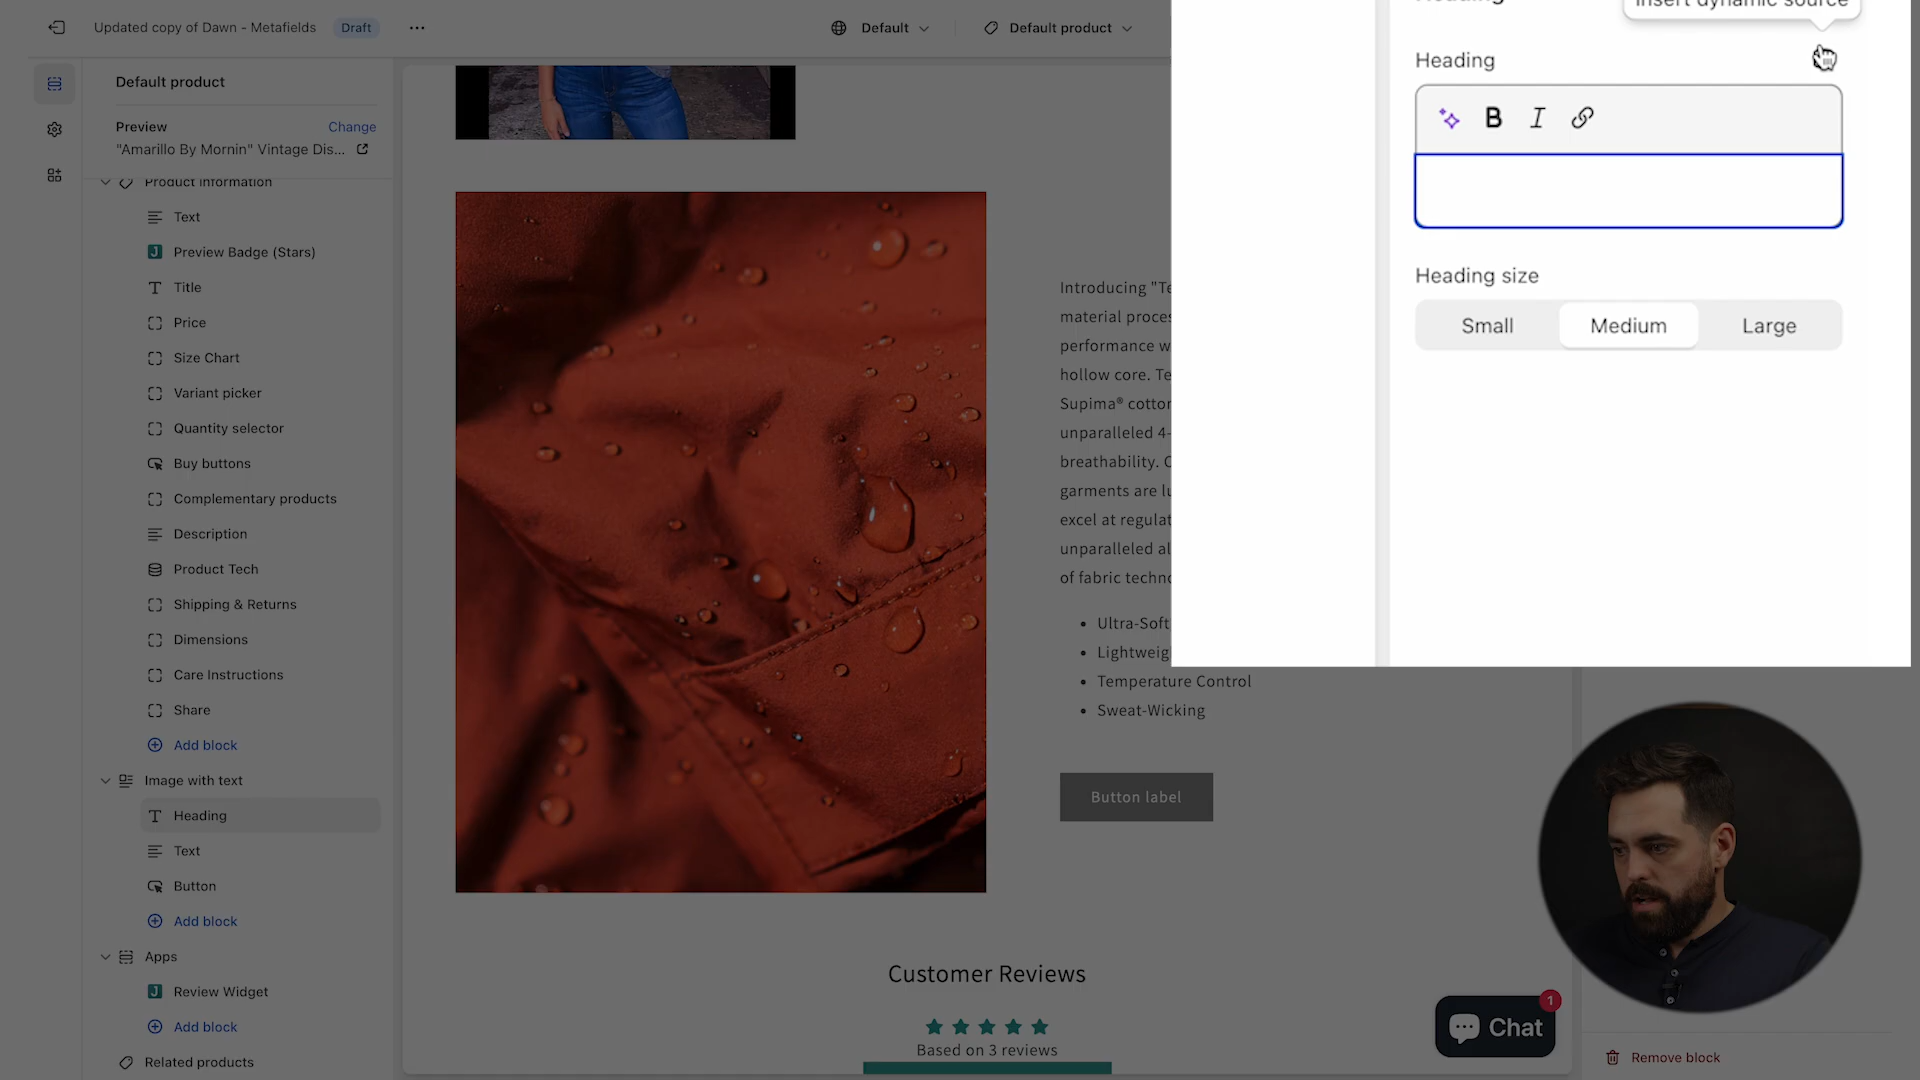 Updated copy of Dawn - Metafields
Draft
Default
Default product
Default product
Preview
Change
"Amarillo By Mornin" Vintage Dis...
Product information
Text
Preview Badge (Stars)
Title
Price
Size Chart
Variant picker
Quantity selector
Buy buttons
Complementary products
Description
Product Tech
Shipping & Returns
Dimensions
Care Instructions
Share
Add block
Image with text
Heading
Text
Button
Add block
Apps
Review Widget
Add block
Related products
Introducing "Te
material proces
performance w
hollow core. Te
Supima® cotton
unparalleled 4-
breathability. C
garments are lu
excel at regulat
unparalleled al
of fabric techno
Ultra-Soft
Lightweig
Temperature Control
Sweat-Wicking
Button label
Customer Reviews
Based on 3 reviews
Insert dynamic source
Heading
Heading
B I
Heading size
Small
Medium
Large
Chat
1
Remove block